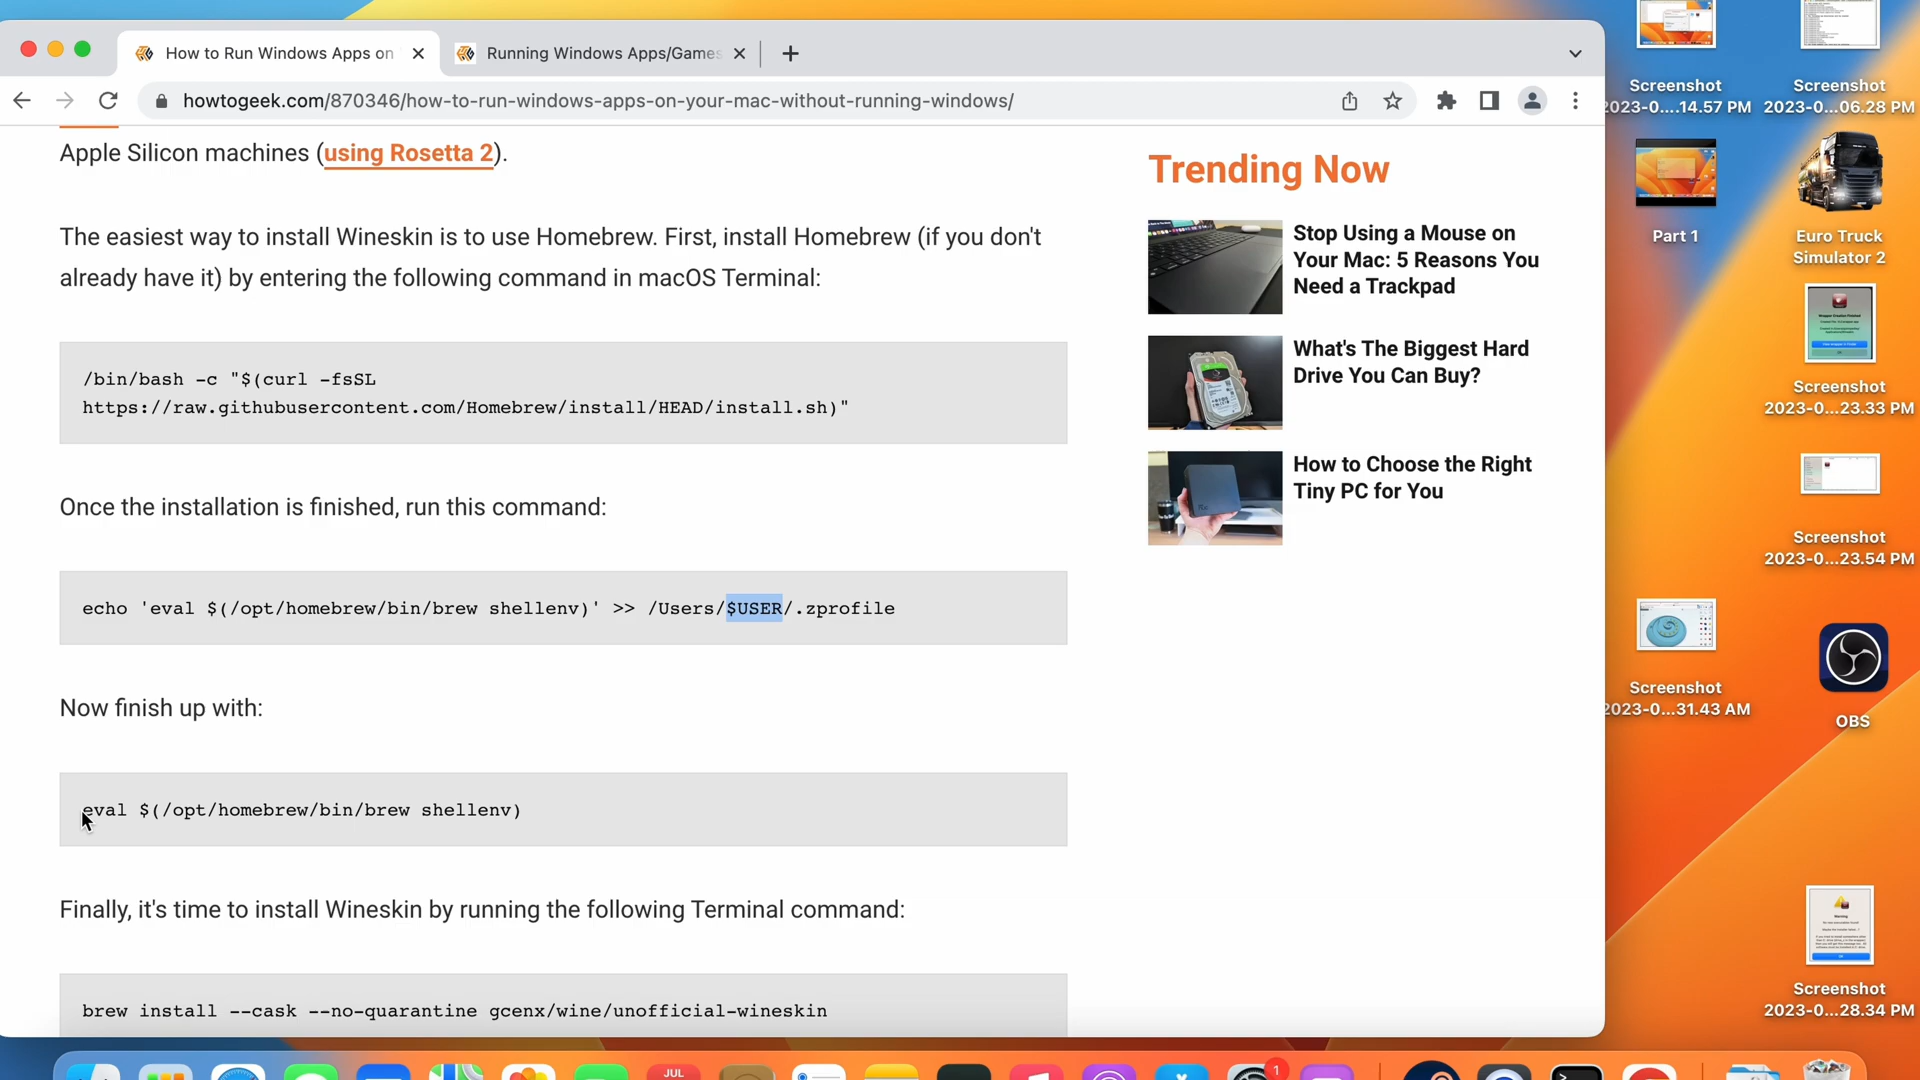 How to Run Windows Apps on
Running Windows Apps/Games
howtogeek.com/870346/how-to-run-windows-apps-on-your-mac-without-running-windows/
Apple Silicon machines (using Rosetta 2).
The easiest way to install Wineskin is to use Homebrew. First, install Homebrew (if you don't
already have it) by entering the following command in macOS Terminal:
/bin/bash -c "$(curl -fsSL
https://raw.githubusercontent.com/Homebrew/install/HEAD/install.sh)"
Once the installation is finished, run this command:
echo 'eval $(/opt/homebrew/bin/brew shellenv)' >> /Users/$USER/.zprofile
Now finish up with:
eval $(/opt/homebrew/bin/brew shellenv)
Finally, it's time to install Wineskin by running the following Terminal command:
brew install --cask --no-quarantine gcenx/wine/unofficial-wineskin
Trending Now
Stop Using a Mouse on
Your Mac: 5 Reasons You
Need a Trackpad
What's The Biggest Hard
Drive You Can Buy?
How to Choose the Right
Tiny PC for You
Screenshot
2023-0....14.57 PM
Screenshot
2023-0...06.28 PM
Part 1
Euro Truck
Simulator 2
Screenshot
2023-0...23.33 PM
Screenshot
2023-0...23.54 PM
Screenshot
2023-0...31.43 AM
OBS
Screenshot
2023-0...28.34 PM
JUL
1